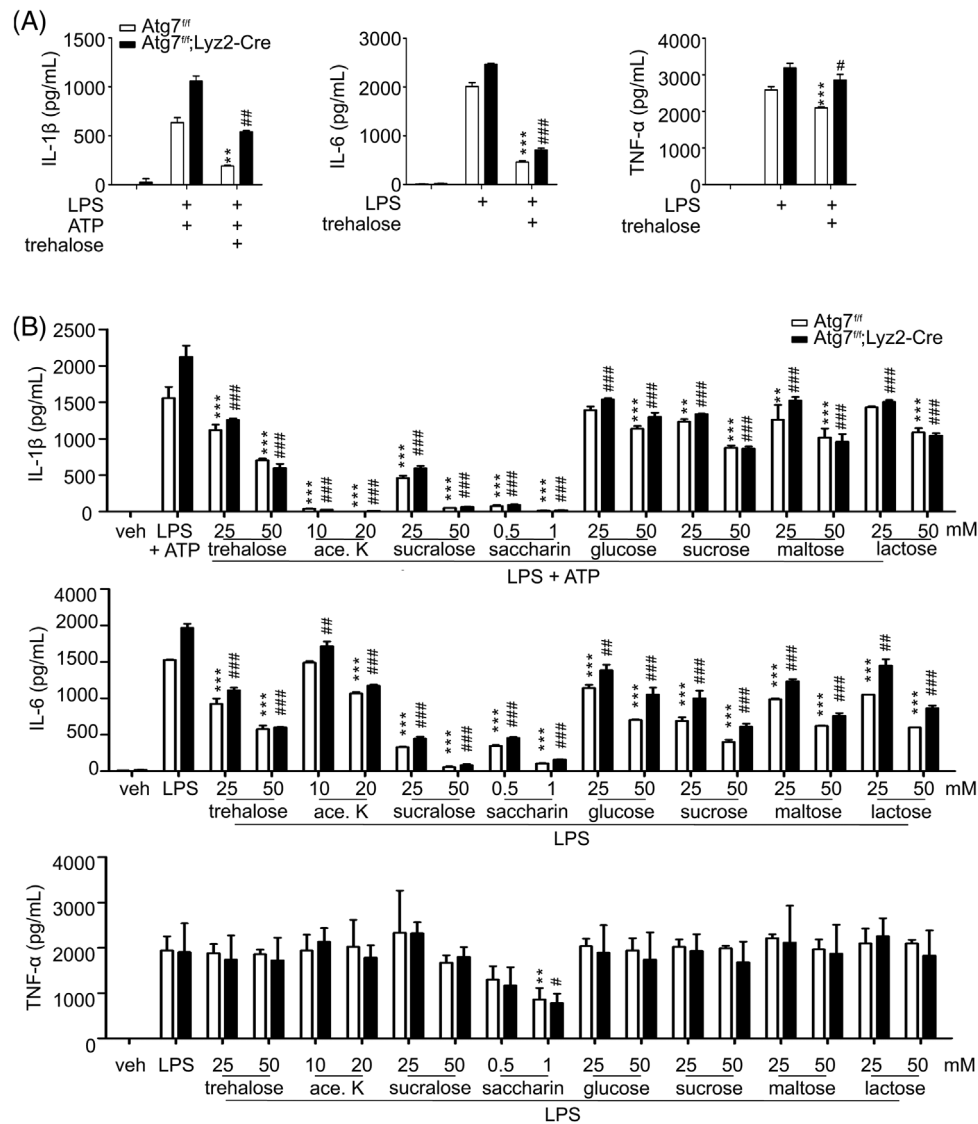 (A)
Atg7f/f
Atg7f/f;Lyz2-Cre
IL-1β (pg/mL)
1500
1000
500
0
**
##
LPS + +
ATP + +
trehalose +
IL-6 (pg/mL)
3000
2000
1000
0
***
###
LPS + +
trehalose +
TNF-α (pg/mL)
4000
3000
2000
1000
0
***
#
LPS + +
trehalose +
(B)
Atg7f/f
Atg7f/f;Lyz2-Cre
IL-1β (pg/mL)
2500
2000
1500
1000
500
0
*** ### *** ### *** ### *** ### *** ### *** ### *** ### *** ### ### *** ### ** ### *** ### ** ### *** ### ### *** ###
veh LPS 25 50 10 20 25 50 0.5 1 25 50 25 50 25 50 25 50 mM
+ ATP trehalose ace. K sucralose saccharin glucose sucrose maltose lactose
LPS + ATP
IL-6 (pg/mL)
2000
2000
1500
1000
500
0
*** ### *** ### ## *** ### *** ### *** ### *** ### *** ### *** ## *** ### *** ### *** ### *** ### *** ### *** ## *** ###
veh LPS 25 50 10 20 25 50 0.5 1 25 50 25 50 25 50 25 50 mM
trehalose ace. K sucralose saccharin glucose sucrose maltose lactose
LPS
TNF-α (pg/mL)
4000
3000
2000
1000
0
** #
veh LPS 25 50 10 20 25 50 0.5 1 25 50 25 50 25 50 25 50 mM
trehalose ace. K sucralose saccharin glucose sucrose maltose lactose
LPS